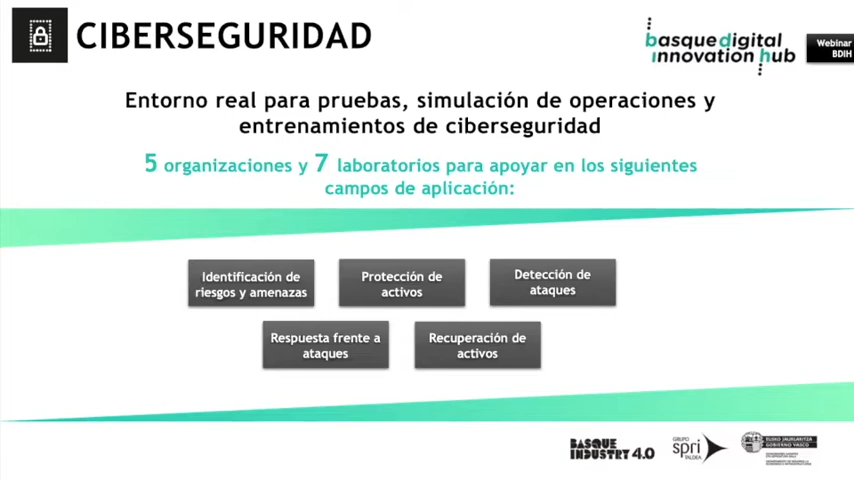 CIBERSEGURIDAD
basque digital
innovation hub
Webinar
BDIH
Entorno real para pruebas, simulación de operaciones y
entrenamientos de ciberseguridad
5 organizaciones y 7 laboratorios para apoyar en los siguientes
campos de aplicación:
Identificación de
riesgos y amenazas
Protección de
activos
Detección de
ataques
Respuesta frente a
ataques
Recuperación de
activos
BASQUE
INDUSTRY 4.0
GRUPO
spri
TALDEA
EUSKO JAURLARITZA
GOBIERNO VASCO